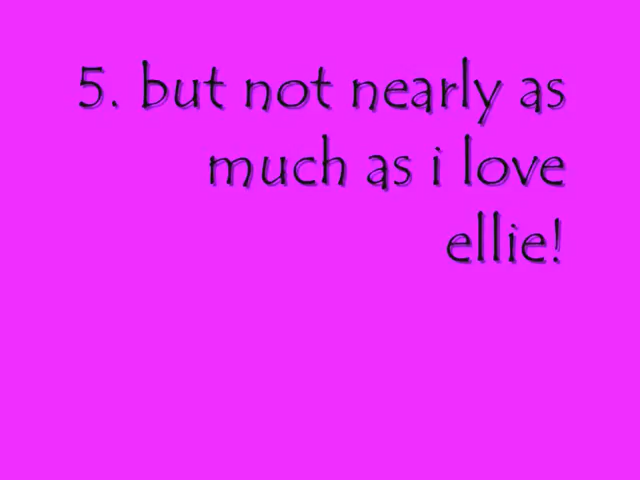 5. but not nearly as
much as i love
ellie!